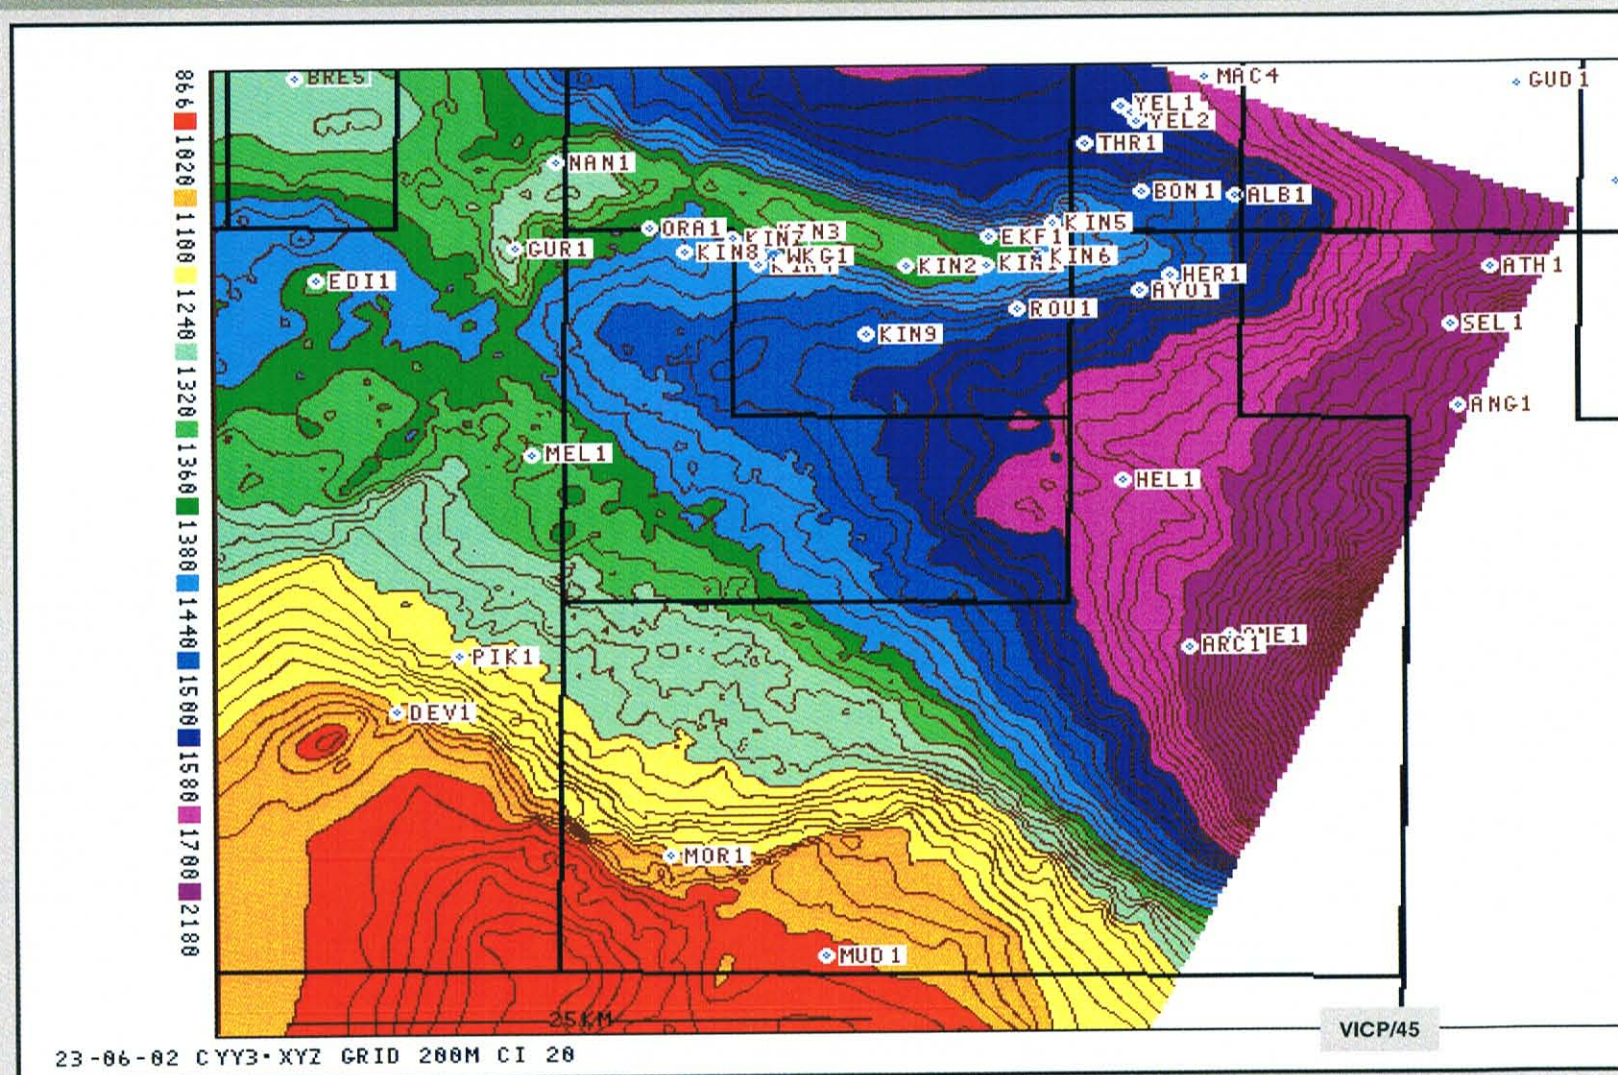 BRE5
MAC4
GUD1
YEL1
YEL2
THR1
NAN1
BON1
ALB1
KIN5
ORA1
KIN7
KIN3
EKF1
GUR1
KIN8
WKG1
KIN2
KIN6
HER1
ATH1
EDI1
AYU1
ROU1
SEL1
KIN9
ANG1
MEL1
HEL1
ARC1
PIK1
DEV1
MOR1
MUD1
25KM
VICP/45
866
1020
1100
1240
1320
1360
1380
1440
1500
1580
1700
2180
23-06-02 CYY3·XYZ GRID 200M CI 20